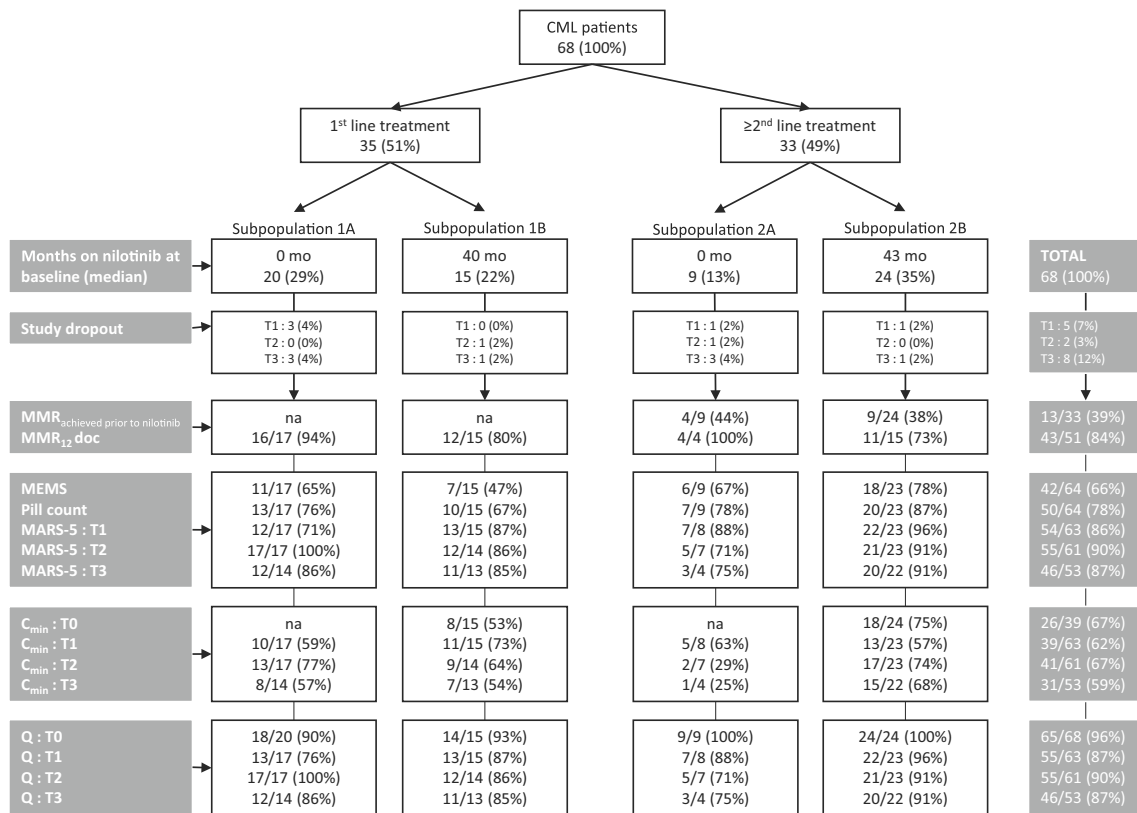 CML patients
68 (100%)
1st line treatment
35 (51%)
≥2nd line treatment
33 (49%)
Subpopulation 1A
Subpopulation 1B
Subpopulation 2A
Subpopulation 2B
Months on nilotinib at
baseline (median)
0 mo
20 (29%)
40 mo
15 (22%)
0 mo
9 (13%)
43 mo
24 (35%)
TOTAL
68 (100%)
Study dropout
T1 : 3 (4%)
T2 : 0 (0%)
T3 : 3 (4%)
T1 : 0 (0%)
T2 : 1 (2%)
T3 : 1 (2%)
T1 : 1 (2%)
T2 : 1 (2%)
T3 : 3 (4%)
T1 : 1 (2%)
T2 : 0 (0%)
T3 : 1 (2%)
T1 : 5 (7%)
T2 : 2 (3%)
T3 : 8 (12%)
MMR achieved prior to nilotinib
MMR12 doc
na
16/17 (94%)
na
12/15 (80%)
4/9 (44%)
4/4 (100%)
9/24 (38%)
11/15 (73%)
13/33 (39%)
43/51 (84%)
MEMS
Pill count
MARS-5 : T1
MARS-5 : T2
MARS-5 : T3
11/17 (65%)
13/17 (76%)
12/17 (71%)
17/17 (100%)
12/14 (86%)
7/15 (47%)
10/15 (67%)
13/15 (87%)
12/14 (86%)
11/13 (85%)
6/9 (67%)
7/9 (78%)
7/8 (88%)
5/7 (71%)
3/4 (75%)
18/23 (78%)
20/23 (87%)
22/23 (96%)
21/23 (91%)
20/22 (91%)
42/64 (66%)
50/64 (78%)
54/63 (86%)
55/61 (90%)
46/53 (87%)
Cmin : T0
Cmin : T1
Cmin : T2
Cmin : T3
na
10/17 (59%)
13/17 (77%)
8/14 (57%)
8/15 (53%)
11/15 (73%)
9/14 (64%)
7/13 (54%)
na
5/8 (63%)
2/7 (29%)
1/4 (25%)
18/24 (75%)
13/23 (57%)
17/23 (74%)
15/22 (68%)
26/39 (67%)
39/63 (62%)
41/61 (67%)
31/53 (59%)
Q : T0
Q : T1
Q : T2
Q : T3
18/20 (90%)
13/17 (76%)
17/17 (100%)
12/14 (86%)
14/15 (93%)
13/15 (87%)
12/14 (86%)
11/13 (85%)
9/9 (100%)
7/8 (88%)
5/7 (71%)
3/4 (75%)
24/24 (100%)
22/23 (96%)
21/23 (91%)
20/22 (91%)
65/68 (96%)
55/63 (87%)
55/61 (90%)
46/53 (87%)